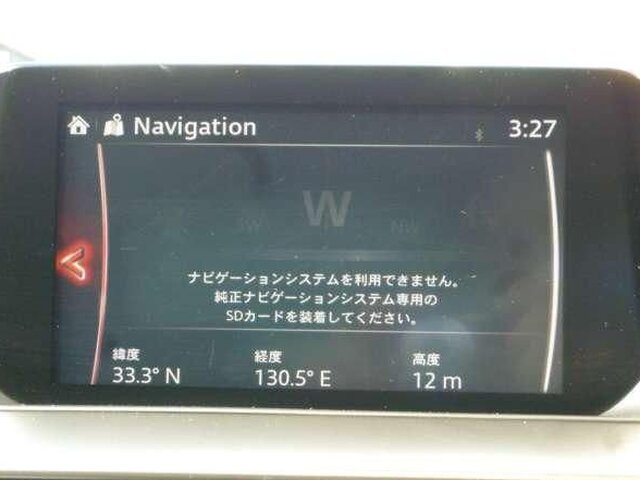 Navigation 3:27
W
SW NW
ナビゲーションシステムを利用できません。
純正ナビゲーションシステム専用の
SDカードを装着してください。
緯度 経度 高度
33.3° N 130.5° E 12 m